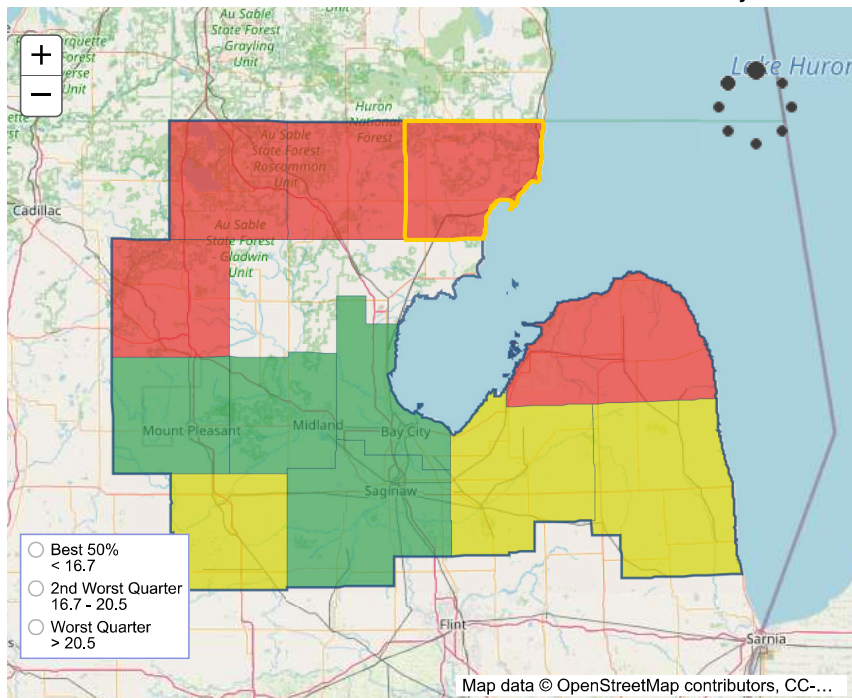 Au Sable
State Forest
- Grayling
Unit
Unit
Lake Huron
+
−
Huron
National
Forest
Au Sable
State Forest
- Roscommon
Unit
Cadillac
Au Sable
State Forest
- Gladwin
Unit
Mount Pleasant
Midland
Bay City
Saginaw
Best 50%
< 16.7
2nd Worst Quarter
16.7 - 20.5
Worst Quarter
> 20.5
Flint
Sarnia
Map data © OpenStreetMap contributors, CC-...